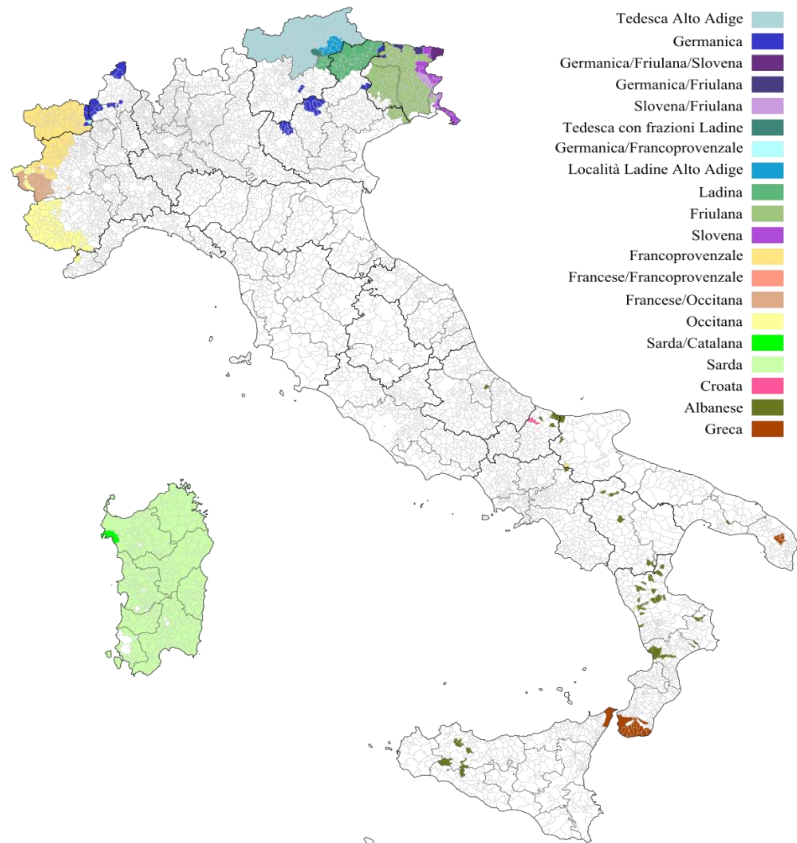 Tedesca Alto Adige
Germanica
Germanica/Friulana/Slovena
Germanica/Friulana
Slovena/Friulana
Tedesca con frazioni Ladine
Germanica/Francoprovenzale
Località Ladine Alto Adige
Ladina
Friulana
Slovena
Francoprovenzale
Francese/Francoprovenzale
Francese/Occitana
Occitana
Sarda/Catalana
Sarda
Croata
Albanese
Greca